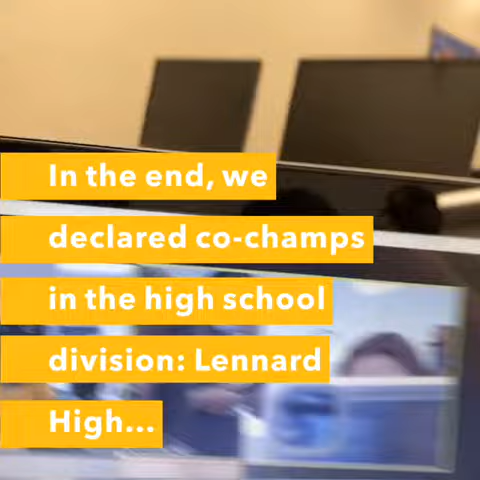 In the end, we
declared co-champs
in the high school
division: Lennard
High...